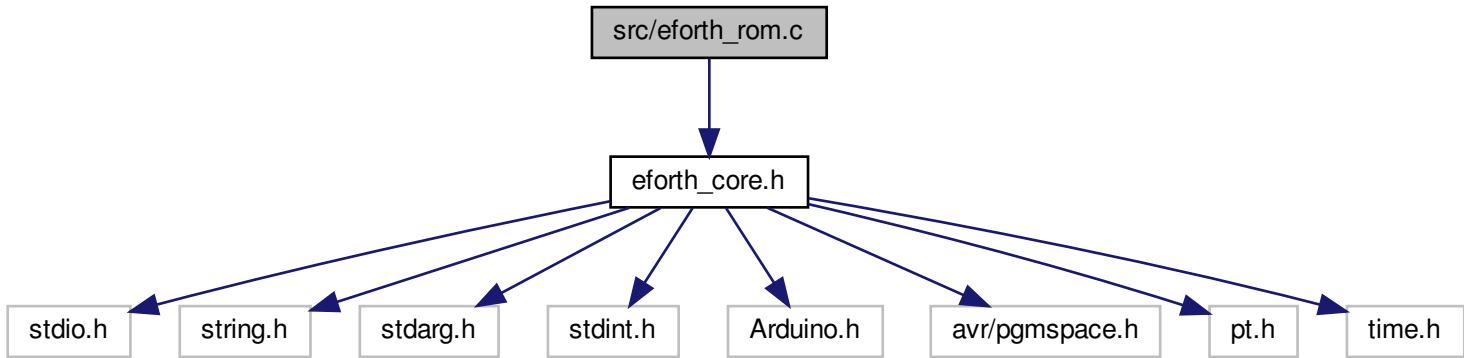 src/eforth_rom.c
eforth_core.h
stdio.h
string.h
stdarg.h
stdint.h
Arduino.h
avr/pgmspace.h
pt.h
time.h